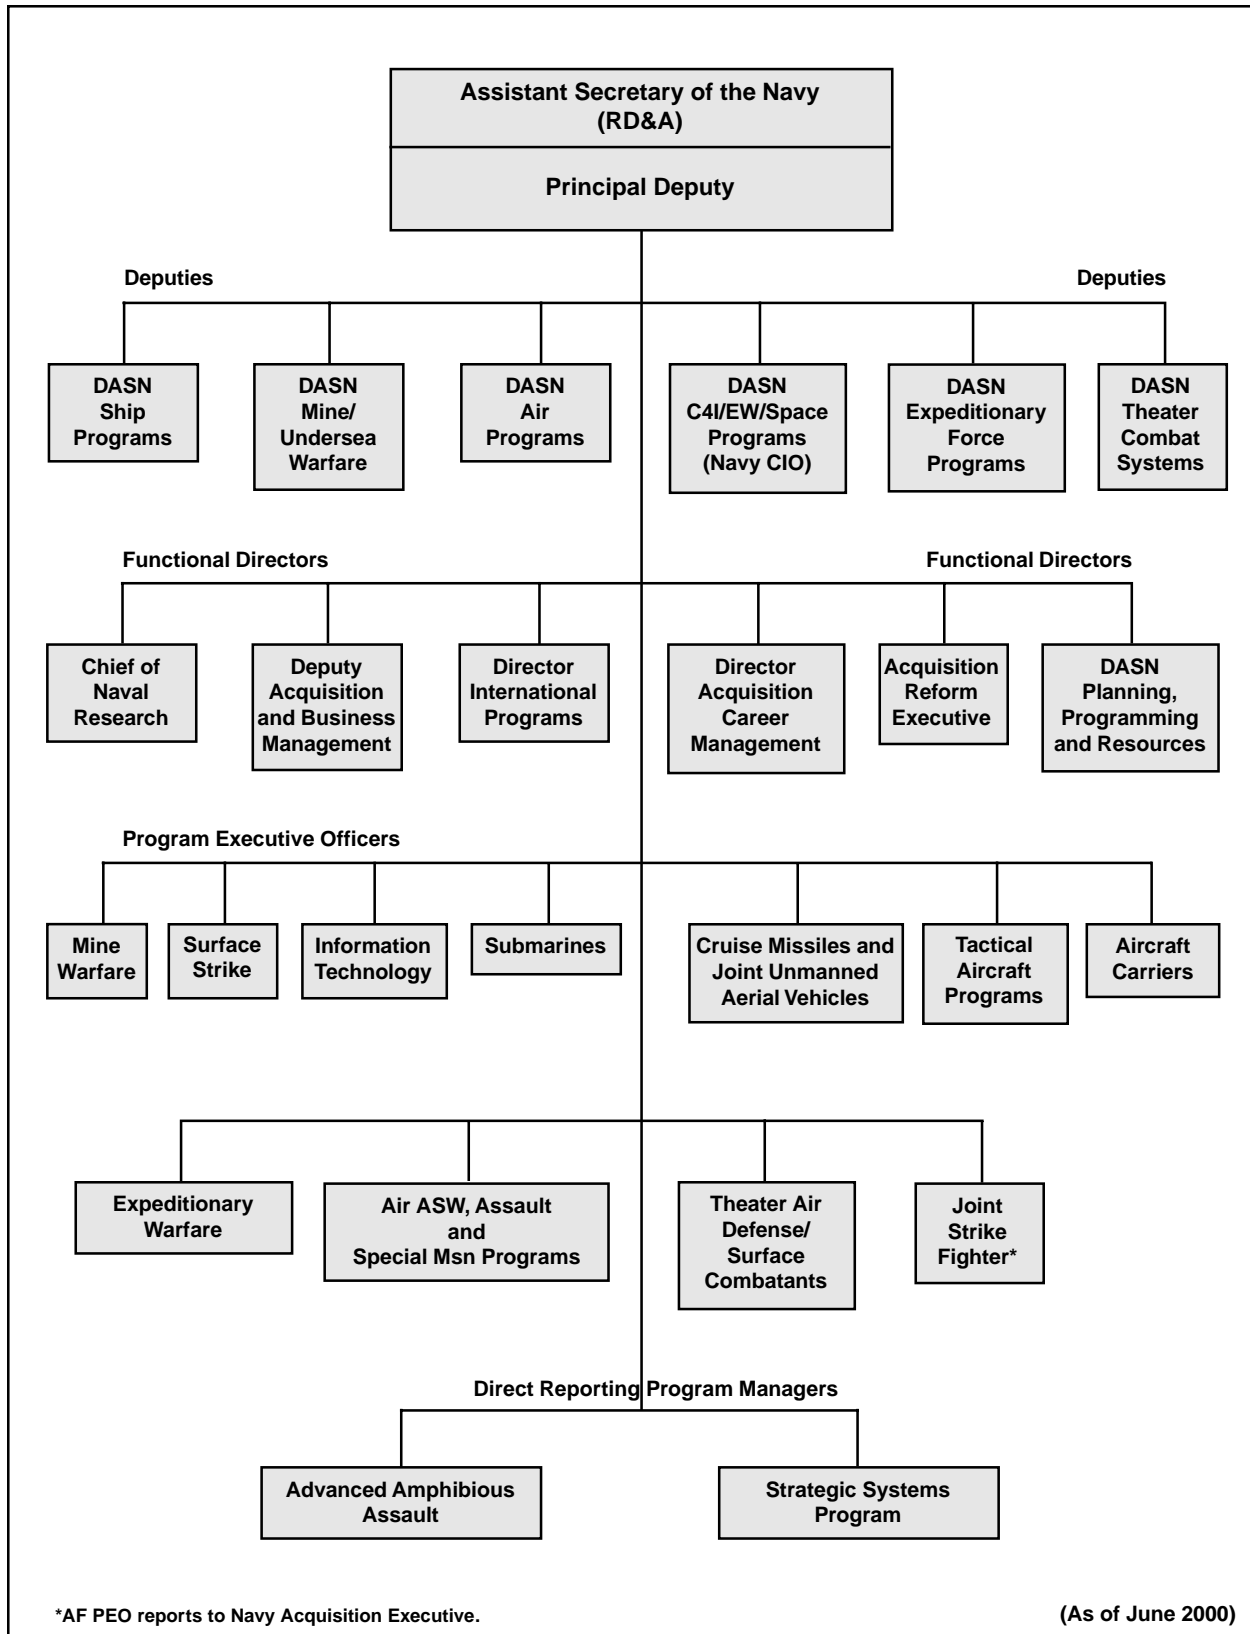 Assistant Secretary of the Navy
(RD&A)
Principal Deputy
Deputies
Deputies
DASN
Ship
Programs
DASN
Mine/
Undersea
Warfare
DASN
Air
Programs
DASN
C4I/EW/Space
Programs
(Navy CIO)
DASN
Expeditionary
Force
Programs
DASN
Theater
Combat
Systems
Functional Directors
Functional Directors
Chief of
Naval
Research
Deputy
Acquisition
and Business
Management
Director
International
Programs
Director
Acquisition
Career
Management
Acquisition
Reform
Executive
DASN
Planning,
Programming
and Resources
Program Executive Officers
Mine
Warfare
Surface
Strike
Information
Technology
Submarines
Cruise Missiles and
Joint Unmanned
Aerial Vehicles
Tactical
Aircraft
Programs
Aircraft
Carriers
Expeditionary
Warfare
Air ASW, Assault
and
Special Msn Programs
Theater Air
Defense/
Surface
Combatants
Joint
Strike
Fighter*
Direct Reporting Program Managers
Advanced Amphibious
Assault
Strategic Systems
Program
*AF PEO reports to Navy Acquisition Executive.
(As of June 2000)